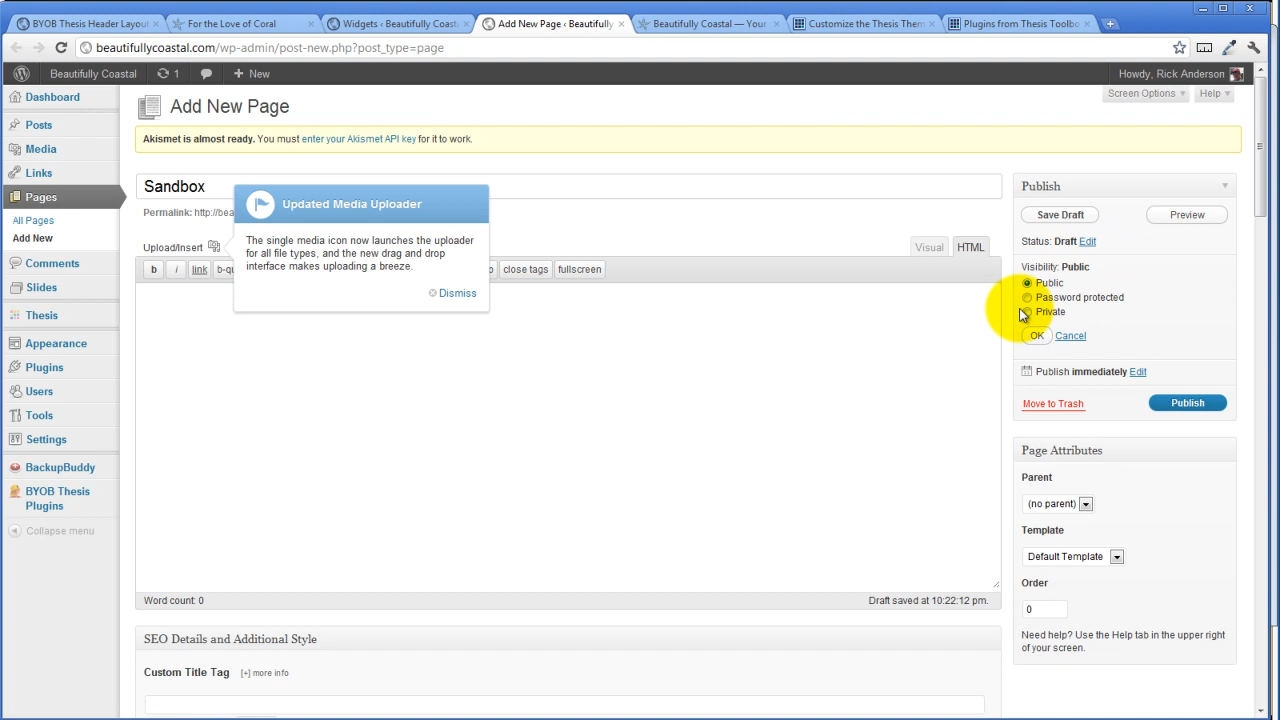 BYOB Thesis Header Layout
For the Love of Coral
Widgets ‹ Beautifully Coasta
Add New Page ‹ Beautifully
Beautifully Coastal — Your
Customize the Thesis Them
Plugins from Thesis Toolbo
beautifullycoastal.com/wp-admin/post-new.php?post_type=page
Beautifully Coastal
1
New
Howdy, Rick Anderson
Dashboard
Posts
Media
Links
Pages
All Pages
Add New
Comments
Slides
Thesis
Appearance
Plugins
Users
Tools
Settings
BackupBuddy
BYOB Thesis
Plugins
Collapse menu
Screen Options
Help
Add New Page
Akismet is almost ready. You must enter your Akismet API key for it to work.
Sandbox
Permalink: http://bea
Updated Media Uploader
The single media icon now launches the uploader
for all file types, and the new drag and drop
interface makes uploading a breeze.
Dismiss
Upload/Insert
Visual
HTML
b
i
link
b-qu
close tags
fullscreen
Word count: 0
Draft saved at 10:22:12 pm.
SEO Details and Additional Style
Custom Title Tag
[+] more info
Publish
Save Draft
Preview
Status: Draft Edit
Visibility: Public
Public
Password protected
Private
OK
Cancel
Publish immediately Edit
Move to Trash
Publish
Page Attributes
Parent
(no parent)
Template
Default Template
Order
0
Need help? Use the Help tab in the upper right
of your screen.